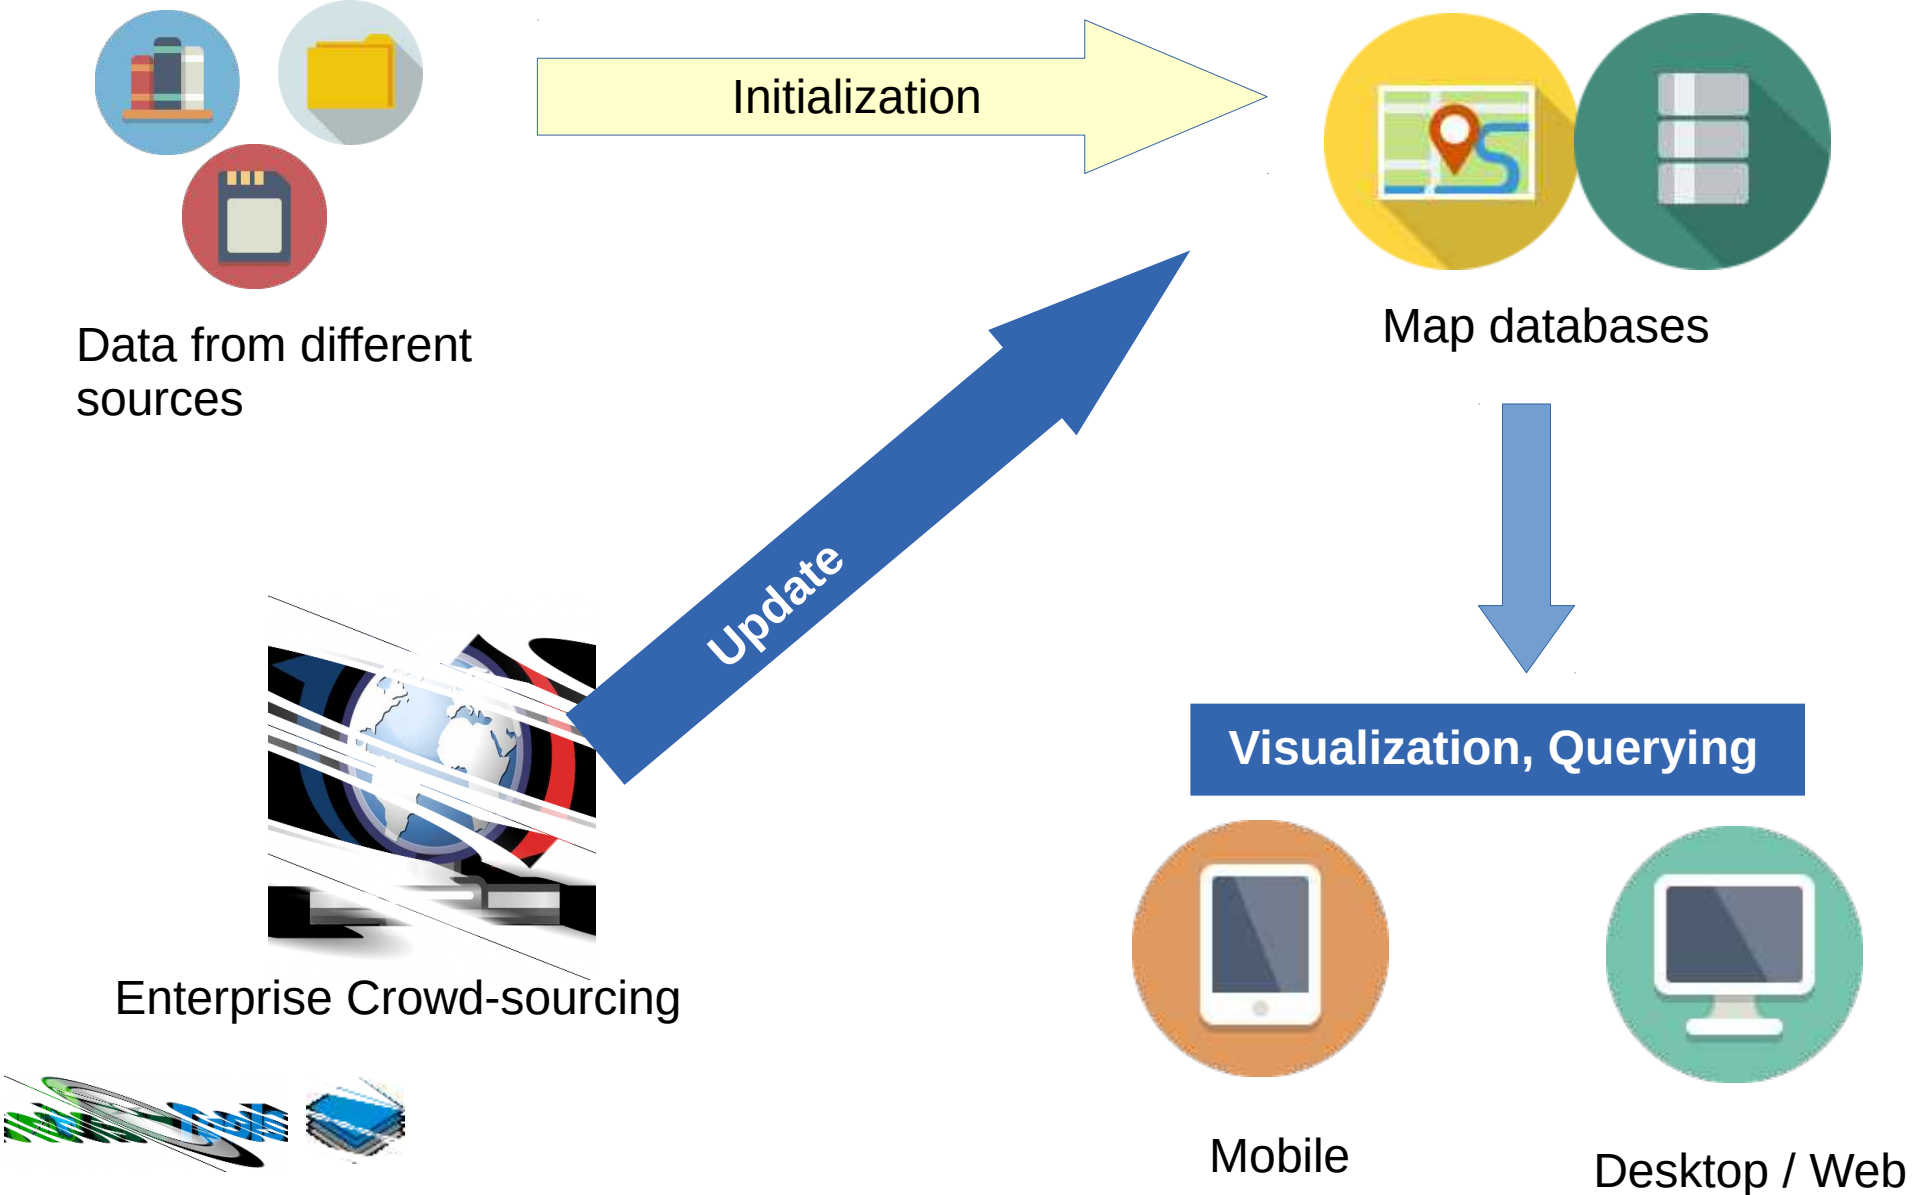 Initialization
Data from different
sources
Map databases
Update
Visualization, Querying
Enterprise Crowd-sourcing
Mobile
Desktop / Web